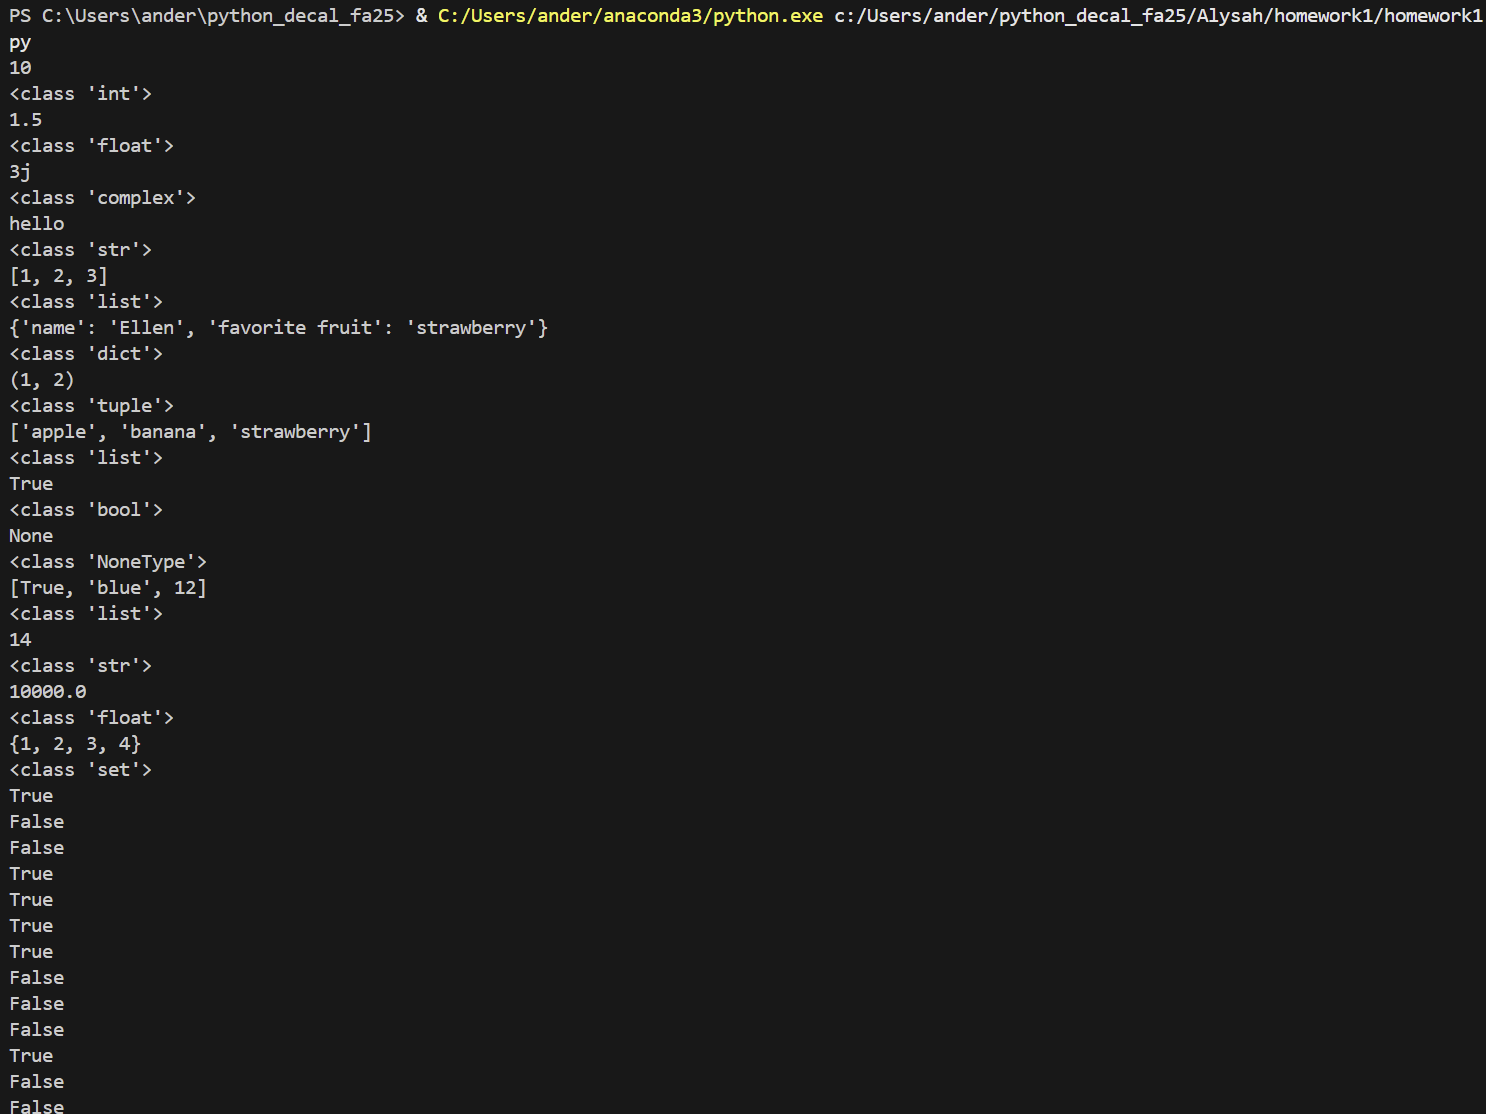 PS C:\Users\ander\python_decal_fa25> & C:/Users/ander/anaconda3/python.exe c:/Users/ander/python_decal_fa25/Alysah/homework1/homework1
py
10
<class 'int'>
1.5
<class 'float'>
3j
<class 'complex'>
hello
<class 'str'>
[1, 2, 3]
<class 'list'>
{'name': 'Ellen', 'favorite fruit': 'strawberry'}
<class 'dict'>
(1, 2)
<class 'tuple'>
['apple', 'banana', 'strawberry']
<class 'list'>
True
<class 'bool'>
None
<class 'NoneType'>
[True, 'blue', 12]
<class 'list'>
14
<class 'str'>
10000.0
<class 'float'>
{1, 2, 3, 4}
<class 'set'>
True
False
False
True
True
True
True
False
False
False
True
False
False